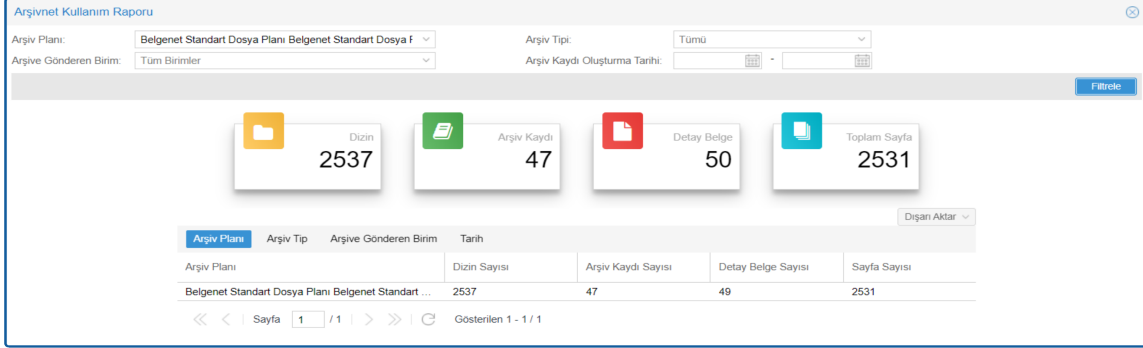 Arşivnet Kullanım Raporu
Arşiv Planı: Belgenet Standart Dosya Planı Belgenet Standart Dosya F Arşiv Tipi: Tümü
Arşive Gönderen Birim: Tüm Birimler Arşiv Kaydı Oluşturma Tarihi: -
Filtrele
Dizin Arşiv Kaydı Detay Belge Toplam Sayfa
2537 47 50 2531
Dışarı Aktar
Arşiv Planı Arşiv Tip Arşive Gönderen Birim Tarih
Arşiv Planı Dizin Sayısı Arşiv Kaydı Sayısı Detay Belge Sayısı Sayfa Sayısı
Belgenet Standart Dosya Planı Belgenet Standart ... 2537 47 49 2531
Sayfa 1 / 1 Gösterilen 1 - 1 / 1